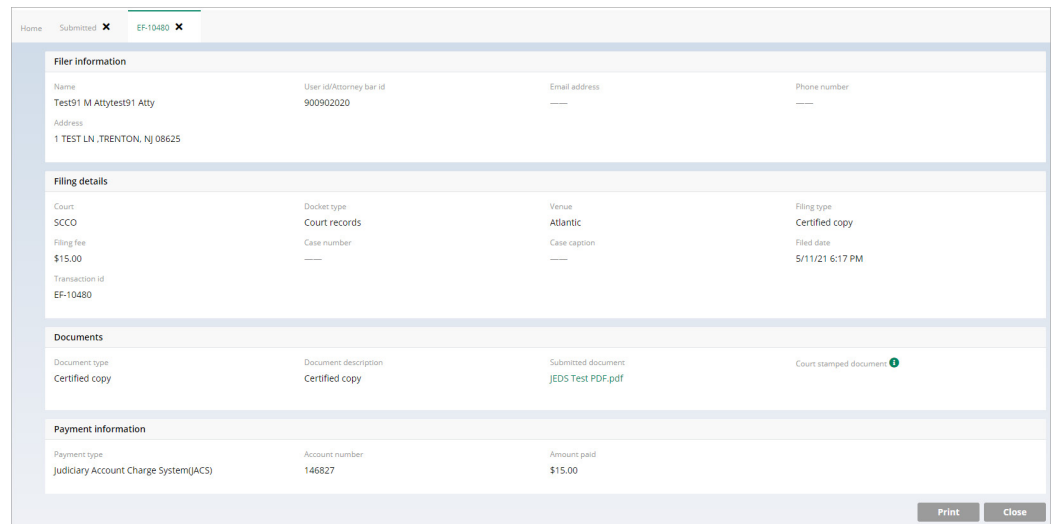 Home Submitted ✖ EF-10480 ✖
Filer information
Name User id/Attorney bar id Email address Phone number
Test91 M Attytest91 Atty 900902020 —— ——
Address
1 TEST LN ,TRENTON, NJ 08625
Filing details
Court Docket type Venue Filing type
SCCO Court records Atlantic Certified copy
Filing fee Case number Case caption Filed date
$15.00 —— —— 5/11/21 6:17 PM
Transaction id
EF-10480
Documents
Document type Document description Submitted document Court stamped document
Certified copy Certified copy JEDS Test PDF.pdf
Payment information
Payment type Account number Amount paid
Judiciary Account Charge System(JACS) 146827 $15.00
Print Close